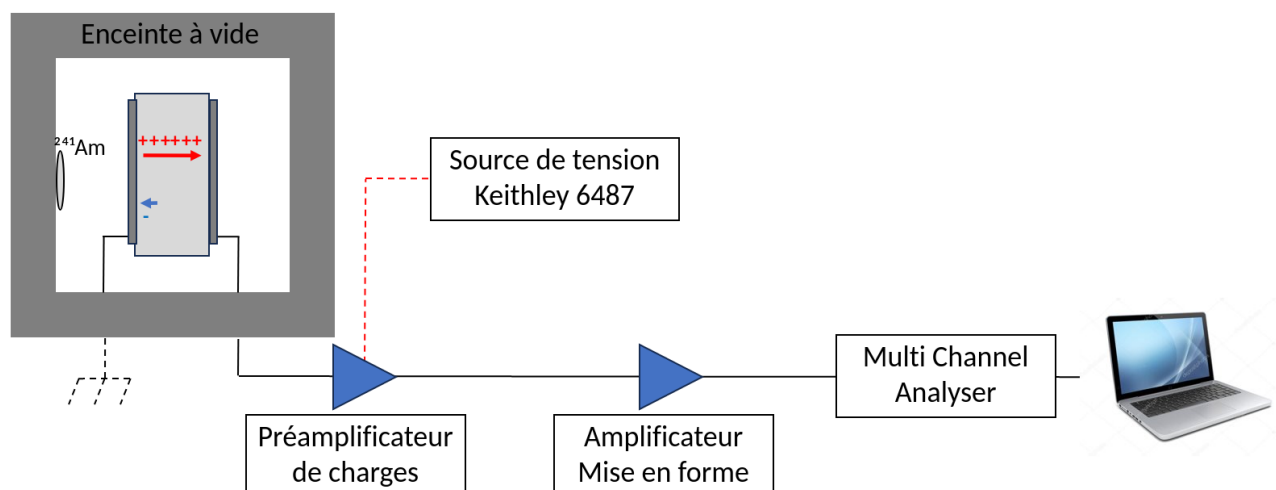 Enceinte à vide
²⁴¹Am
++++++
-
Source de tension
Keithley 6487
Multi Channel
Analyser
Préamplificateur
de charges
Amplificateur
Mise en forme